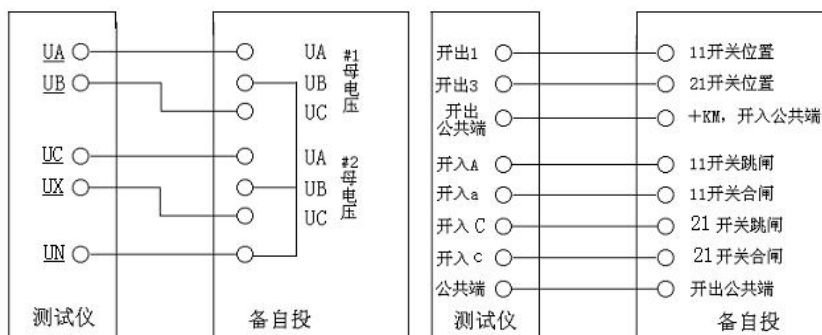 UA UA
UB UB
UC
#1母电压
UC UA
UX UB
UC
#2母电压
UN
测试仪 备自投
开出1 11开关位置
开出3 21开关位置
开出公共端 +KM，开入公共端
开入A 11开关跳闸
开入a 11开关合闸
开入C 21开关跳闸
开入c 21开关合闸
公共端 开出公共端
测试仪 备自投